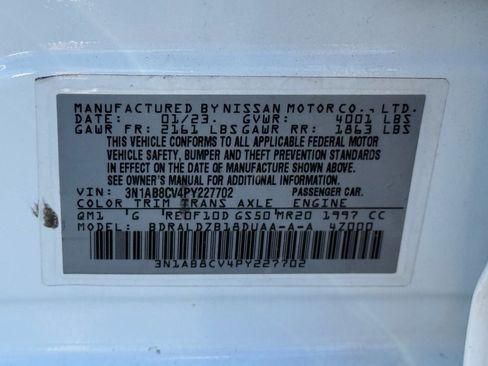 MANUFACTURED BY NISSAN MOTOR CO., LTD.
DATE: 01/23. GVWR: 4001 LBS
GAWR FR: 2161 LBS GAWR RR: 1863 LBS
THIS VEHICLE CONFORMS TO ALL APPLICABLE FEDERAL MOTOR
VEHICLE SAFETY, BUMPER AND THEFT PREVENTION STANDARDS
IN EFFECT ON THE DATE OF MANUFACTURE SHOWN ABOVE.
SEE OWNER'S MANUAL FOR ADDITIONAL INFORMATION.
VIN: 3N1AB8CV4PY227702 PASSENGER CAR.
COLOR TRIM TRANS AXLE ENGINE
QM1 G RE0F10D GS50 MR20 1997 CC
MODEL: BDRALDZB18DUAA-A-A 4Z000
3N1AB8CV4PY227702